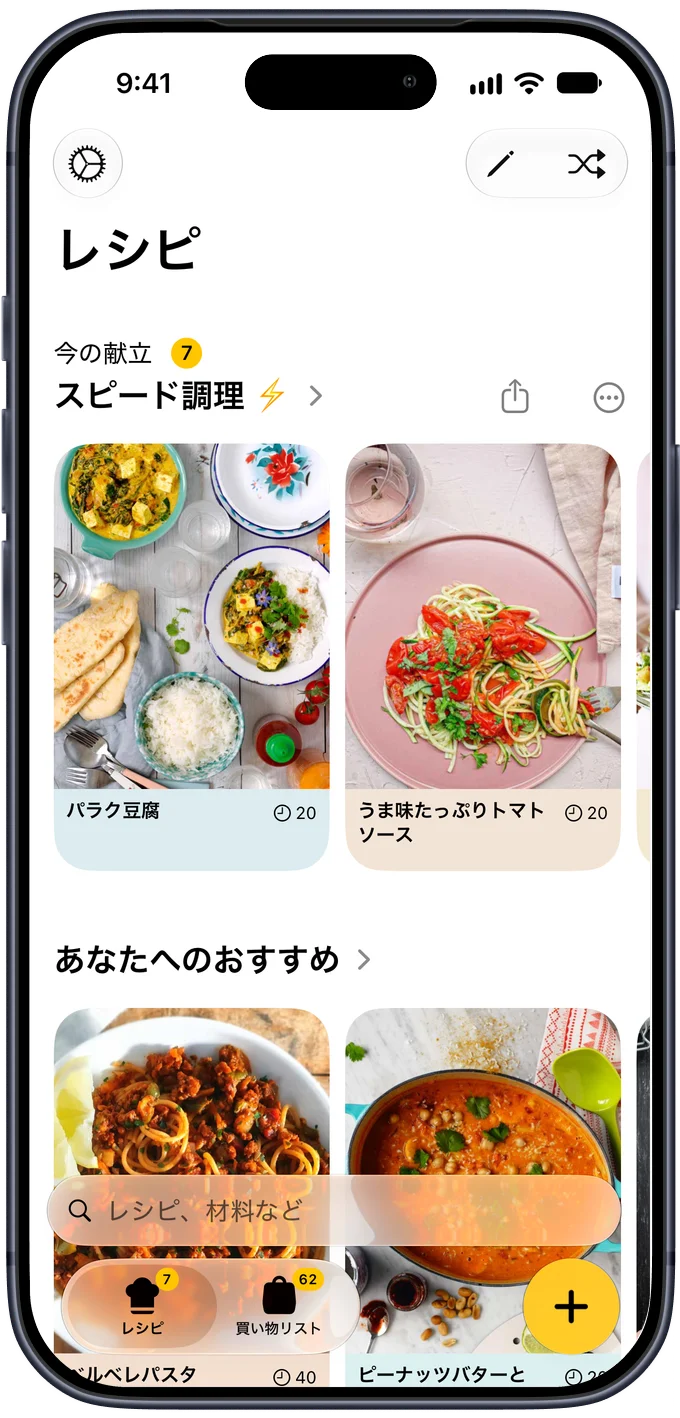 9:41
レシピ
今の献立 7
スピード調理
パラク豆腐 20
うま味たっぷりトマト 20
ソース
あなたへのおすすめ
レシピ、材料など
7
62
レシピ
買い物リスト
ルベレパスタ 40
ピーナッツバターと